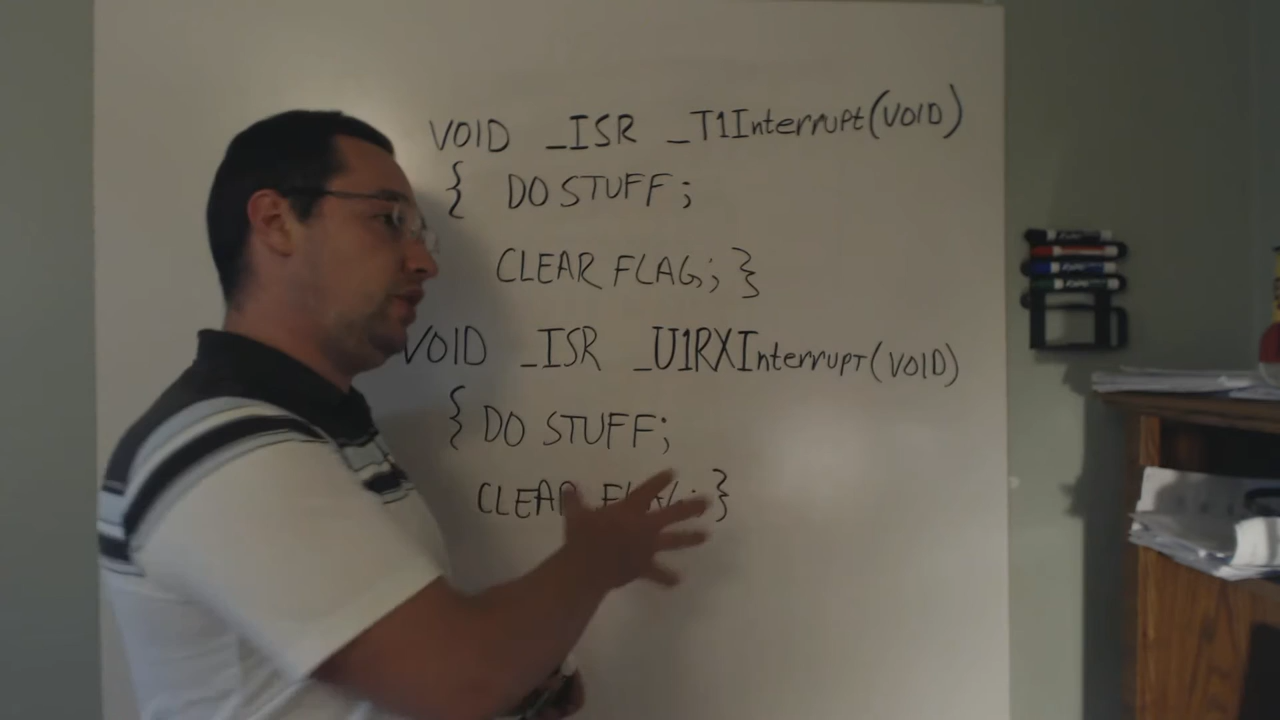 VOID _ISR _T1Interrupt(VOID)
{ DO STUFF;
CLEAR FLAG; }
VOID _ISR _U1RXInterrupt(VOID)
{ DO STUFF;
CLEAR FLAG; }